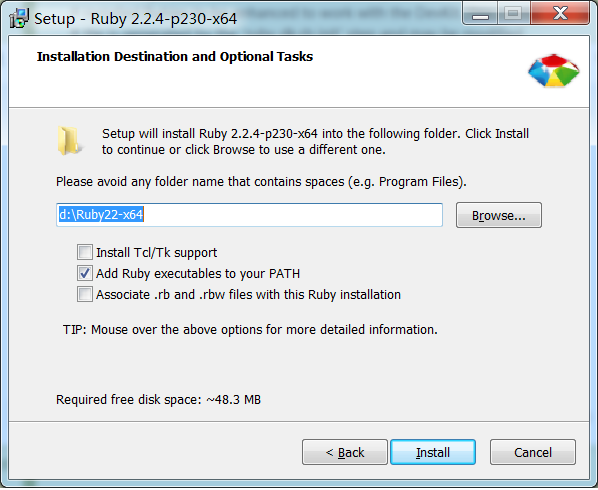 Setup - Ruby 2.2.4-p230-x64
Installation Destination and Optional Tasks
Setup will install Ruby 2.2.4-p230-x64 into the following folder. Click Install
to continue or click Browse to use a different one.
Please avoid any folder name that contains spaces (e.g. Program Files).
d:\Ruby22-x64
Browse...
Install Tcl/Tk support
Add Ruby executables to your PATH
Associate .rb and .rbw files with this Ruby installation
TIP: Mouse over the above options for more detailed information.
Required free disk space: ~48.3 MB
< Back
Install
Cancel